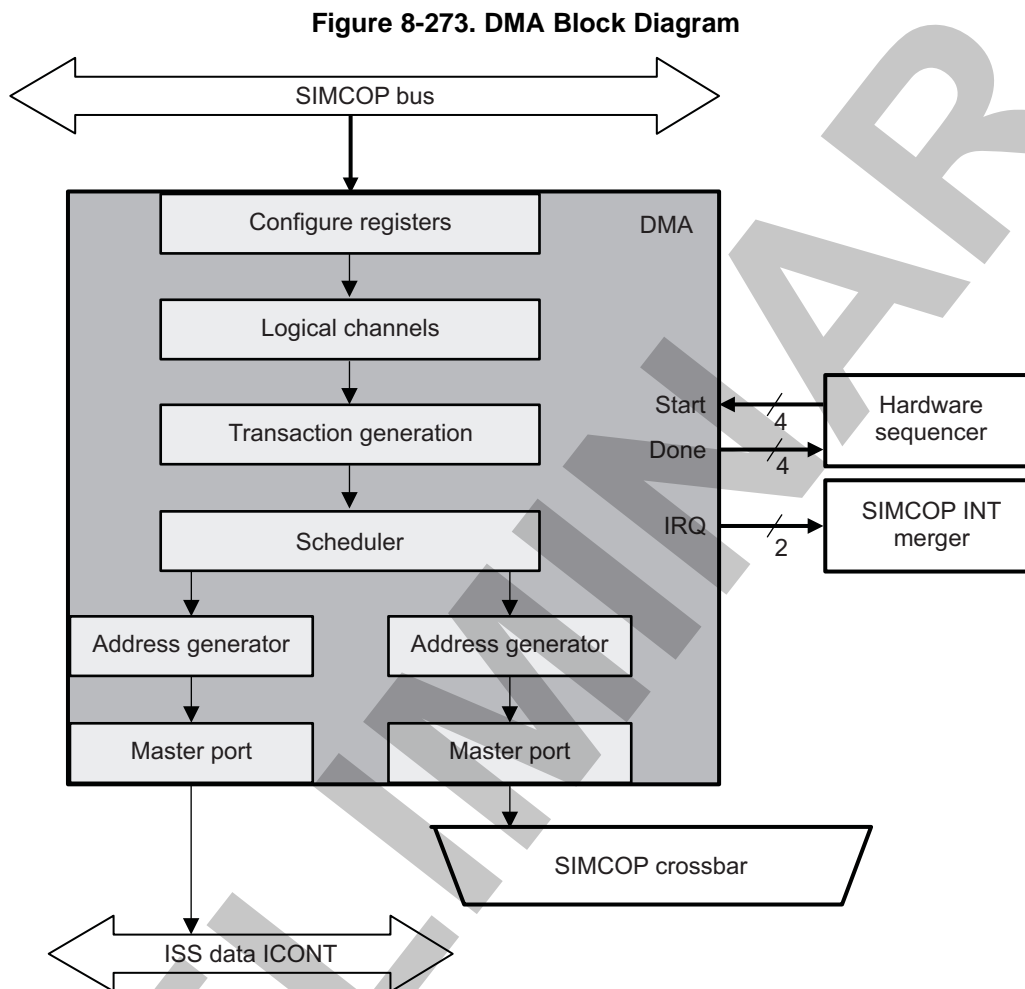 Figure 8-273. DMA Block Diagram
SIMCOP bus
Configure registers
DMA
Logical channels
Start
4
Hardware
sequencer
Transaction generation
Done
4
Scheduler
IRQ
2
SIMCOP INT
merger
Address generator
Address generator
Master port
Master port
SIMCOP crossbar
ISS data ICONT
LIMINAR